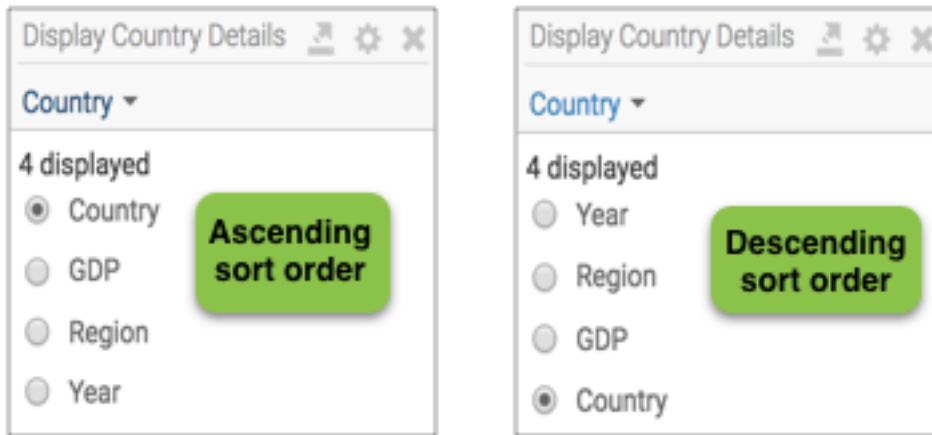 Display Country Details
Country
4 displayed
Country
GDP
Region
Year
Ascending
sort order
Display Country Details
Country
4 displayed
Year
Region
GDP
Country
Descending
sort order